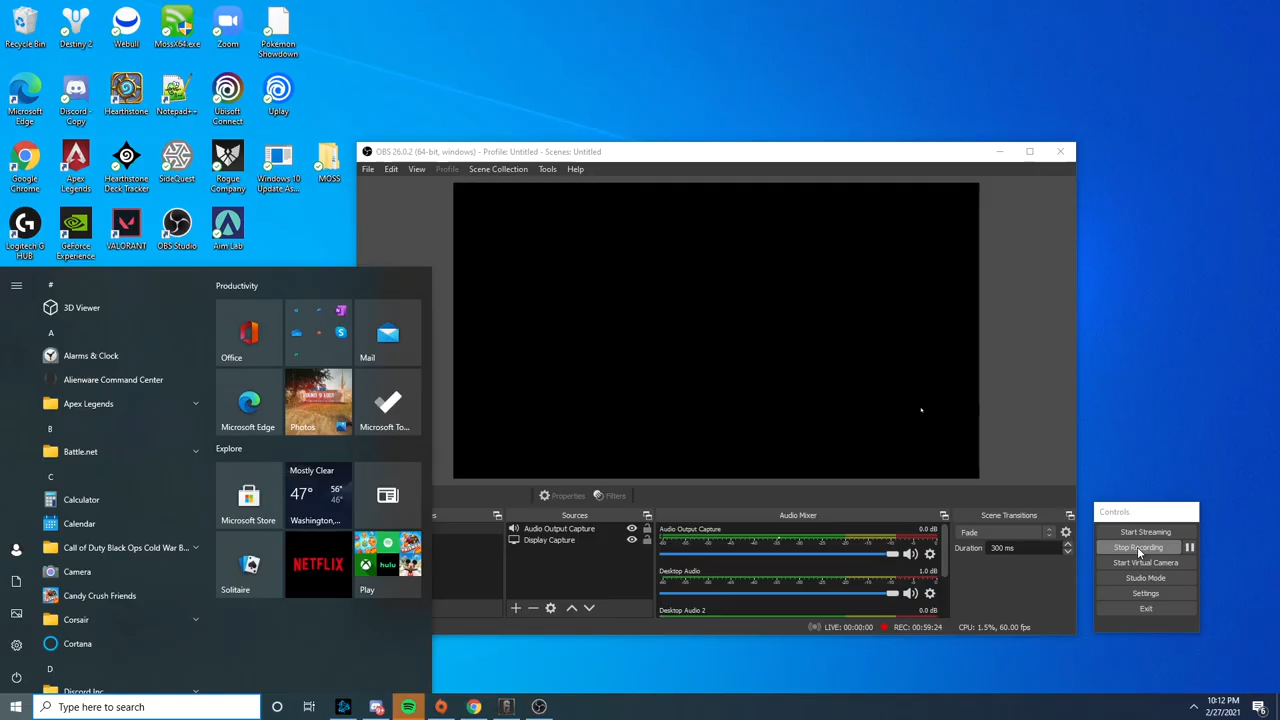 Recycle Bin
Destiny 2
Webull
MossX64.exe
Zoom
Pokemon
Showdown
Microsoft
Edge
Discord -
Copy
Hearthstone
Notepad++
Ubisoft
Connect
Uplay
Google
Chrome
Apex
Legends
Hearthstone
Deck Tracker
SideQuest
Rogue
Company
Windows 10
Update As...
MOSS
Logitech G
HUB
GeForce
Experience
VALORANT
OBS Studio
Aim Lab
OBS 26.0.2 (64-bit, windows) - Profile: Untitled - Scenes: Untitled
File Edit View Profile Scene Collection Tools Help
Properties Filters
Sources
Audio Output Capture
Display Capture
Audio Mixer
Audio Output Capture 0.0 dB
Desktop Audio 1.0 dB
Desktop Audio 2 0.0 dB
Scene Transitions
Fade
Duration 300 ms
LIVE: 00:00:00 REC: 00:59:24 CPU: 1.5%, 60.00 fps
Controls
Start Streaming
Stop Recording
Start Virtual Camera
Studio Mode
Settings
Exit
#
3D Viewer
A
Alarms & Clock
Alienware Command Center
Apex Legends
B
Battle.net
C
Calculator
Calendar
Call of Duty Black Ops Cold War B...
Camera
Candy Crush Friends
Corsair
Cortana
D
Discord Inc
Productivity
Office
Mail
Microsoft Edge
Photos
Microsoft To...
Explore
Microsoft Store
Mostly Clear
47° 56°
46°
Washington,...
Solitaire
NETFLIX
hulu
Play
Type here to search
10:12 PM
2/27/2021
6